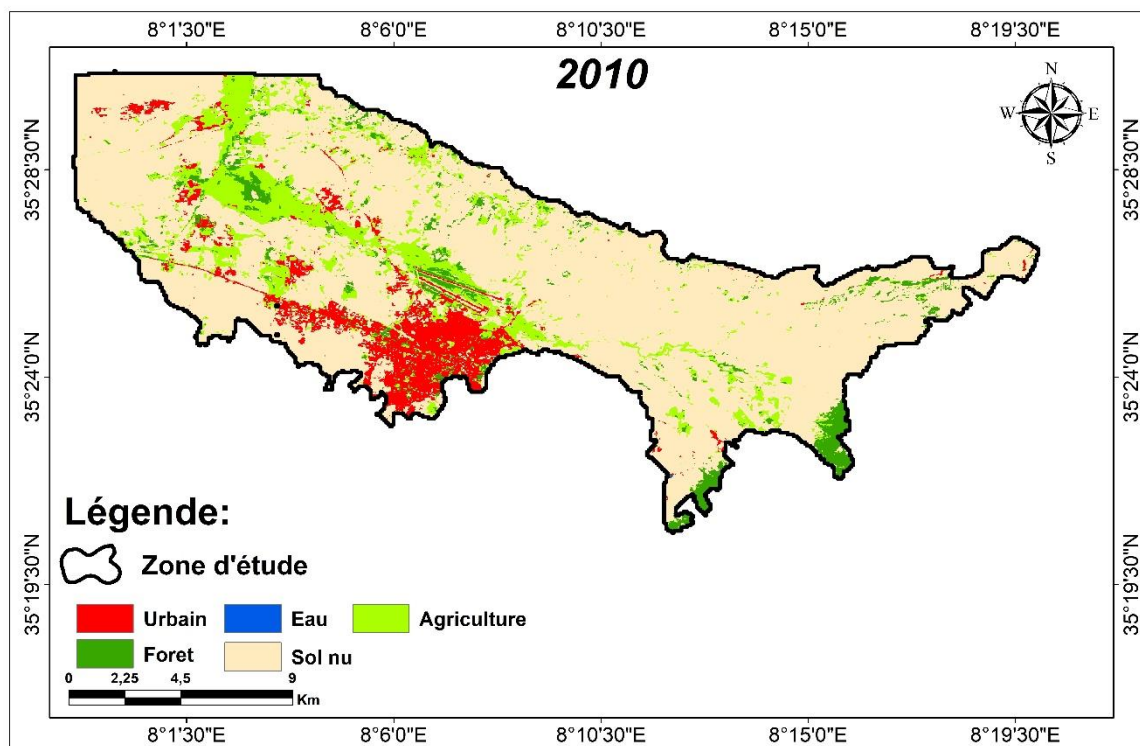 8°1'30"E 8°6'0"E 8°10'30"E 8°15'0"E 8°19'30"E
2010
N
W E
S
35°28'30"N 35°28'30"N
35°24'0"N 35°24'0"N
35°19'30"N 35°19'30"N
Légende:
Zone d'étude
Urbain Eau Agriculture
Foret Sol nu
0 2,25 4,5 9
Km
8°1'30"E 8°6'0"E 8°10'30"E 8°15'0"E 8°19'30"E